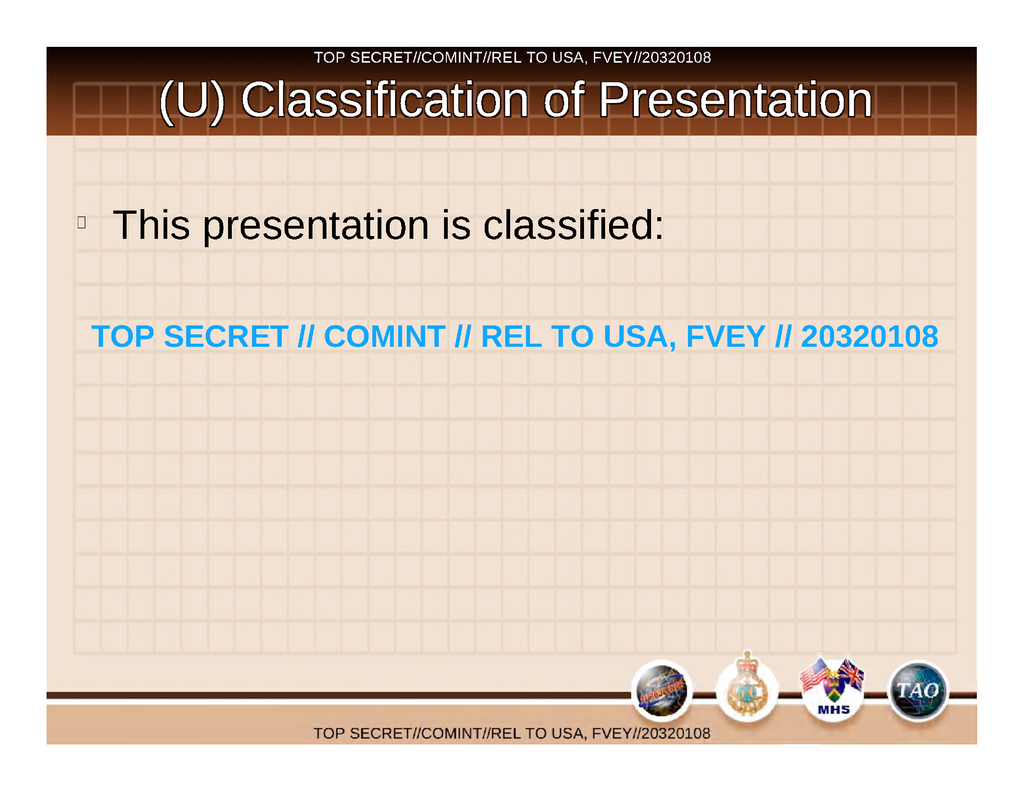 TOP SECRET//COMINT//REL TO USA, FVEY//20320108
(U) Classification of Presentation
This presentation is classified:
TOP SECRET // COMINT // REL TO USA, FVEY // 20320108
MHS
TAO
TOP SECRET//COMINT//REL TO USA, FVEY//20320108